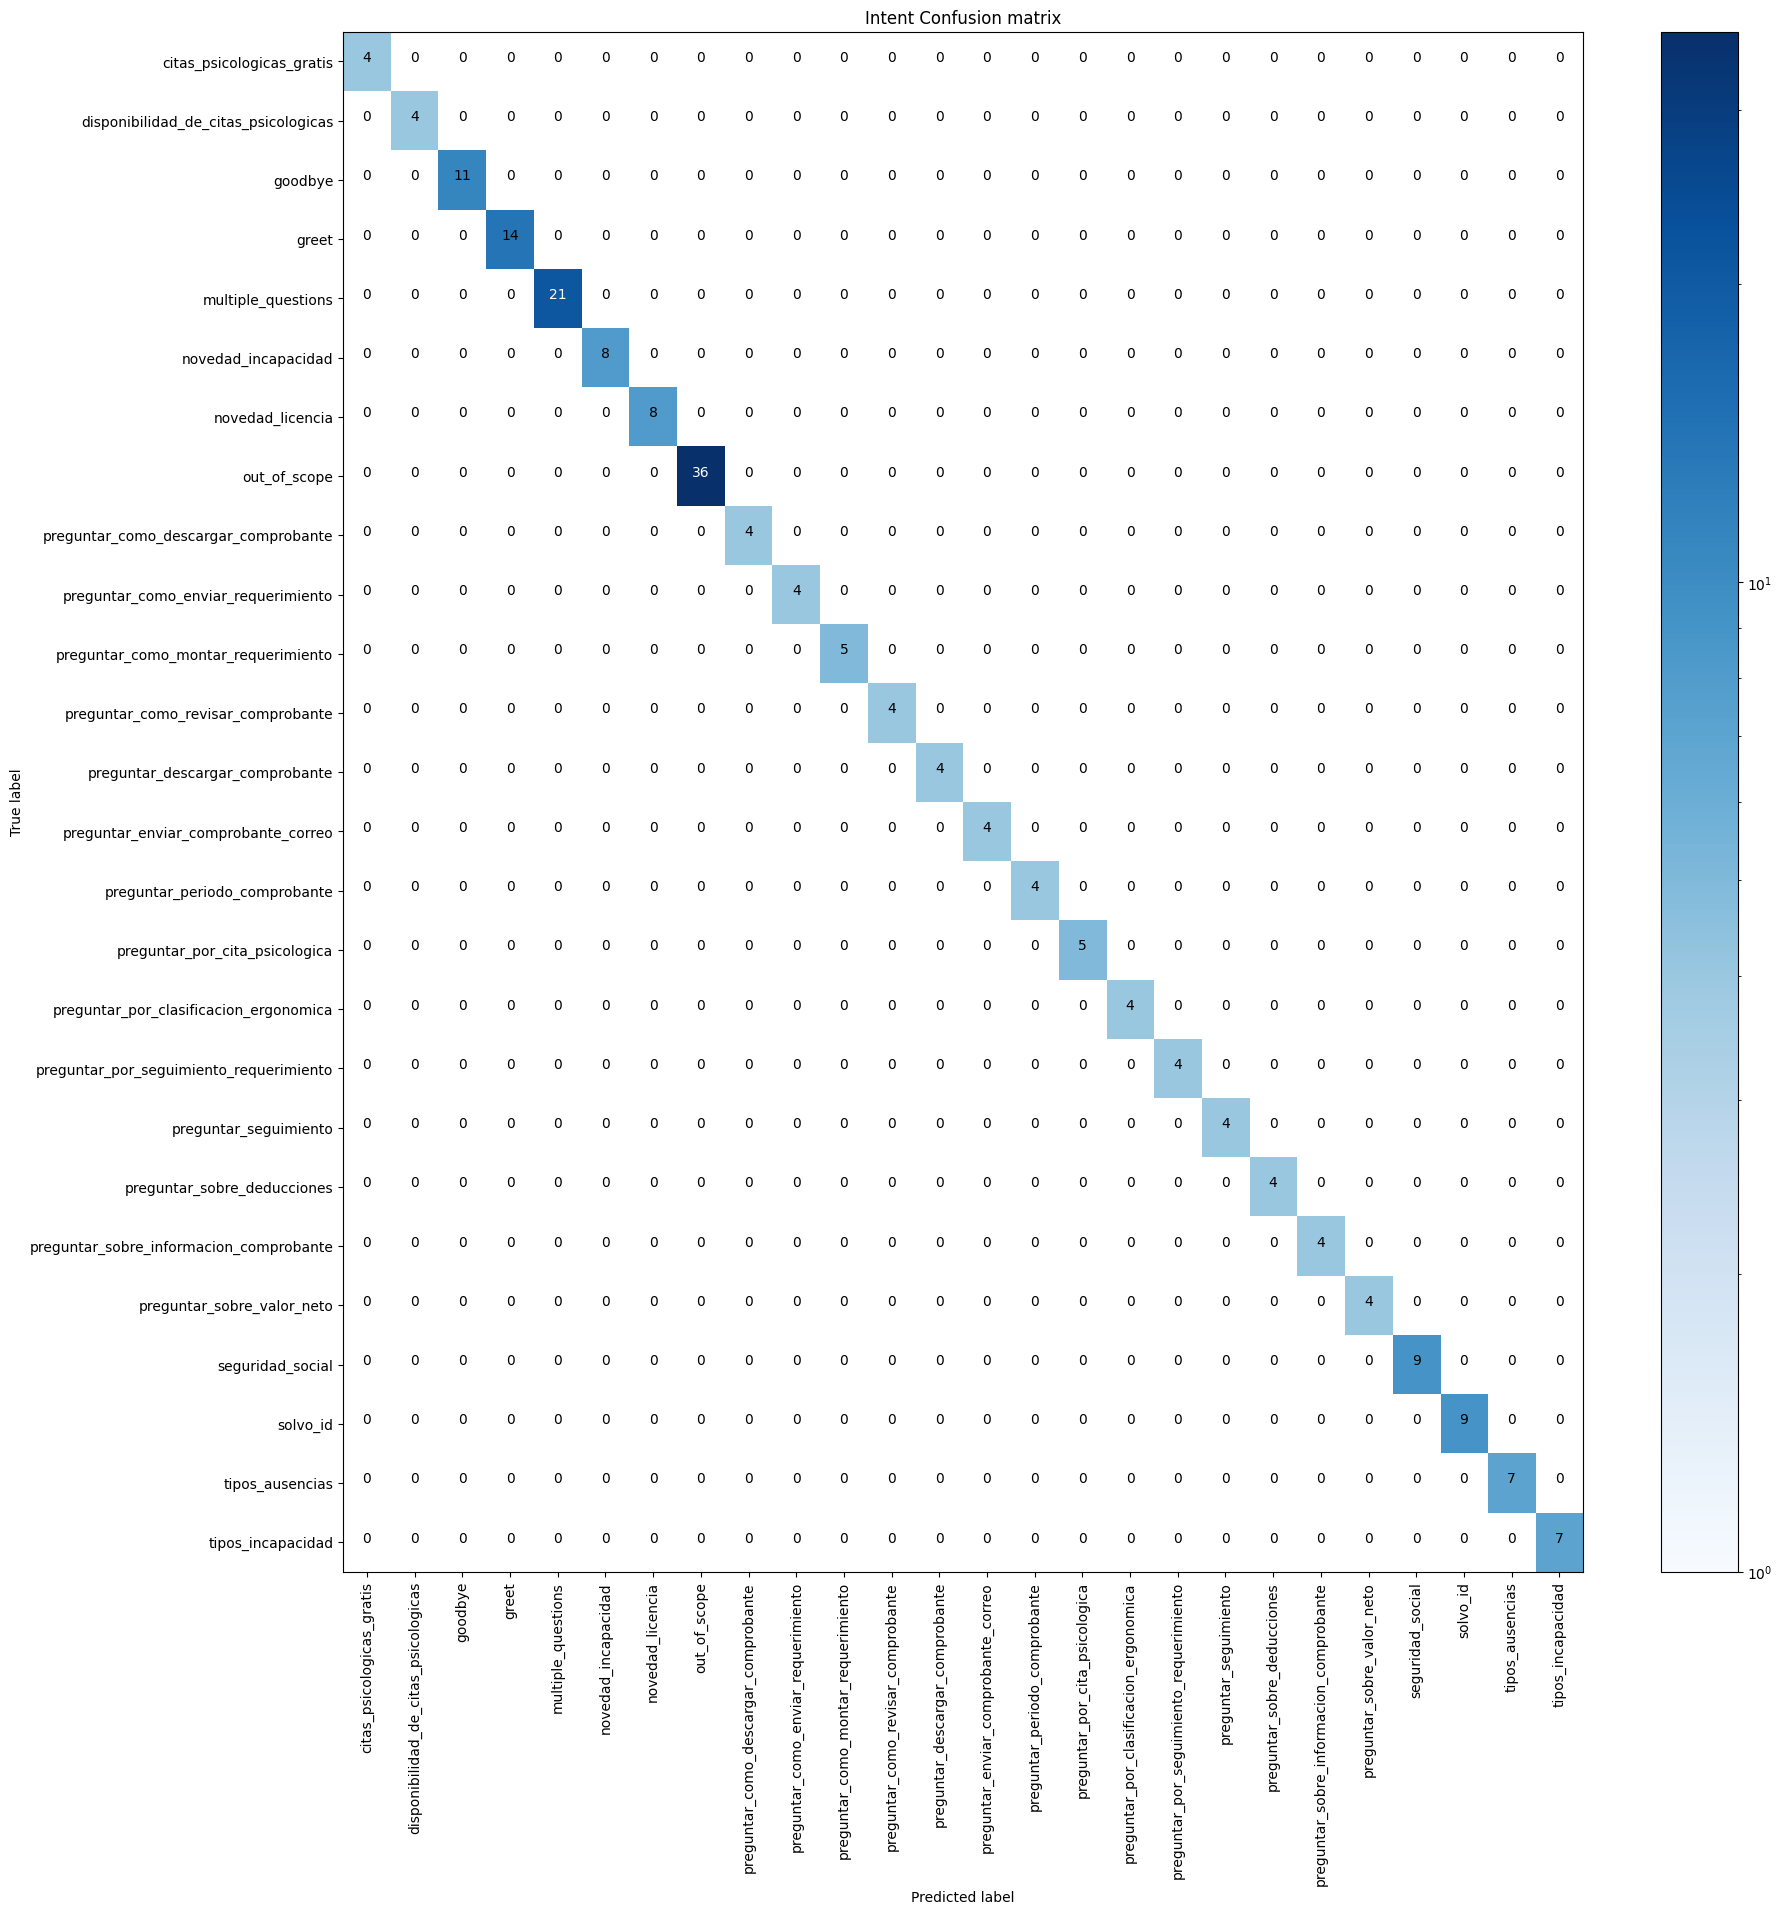 Intent Confusion matrix
citas_psicologicas_gratis 4 0 0 0 0 0 0 0 0 0 0 0 0 0 0 0 0 0 0 0 0 0 0 0 0 0
disponibilidad_de_citas_psicologicas 0 4 0 0 0 0 0 0 0 0 0 0 0 0 0 0 0 0 0 0 0 0 0 0 0 0
goodbye 0 0 11 0 0 0 0 0 0 0 0 0 0 0 0 0 0 0 0 0 0 0 0 0 0 0
greet 0 0 0 14 0 0 0 0 0 0 0 0 0 0 0 0 0 0 0 0 0 0 0 0 0 0
multiple_questions 0 0 0 0 21 0 0 0 0 0 0 0 0 0 0 0 0 0 0 0 0 0 0 0 0 0
novedad_incapacidad 0 0 0 0 0 8 0 0 0 0 0 0 0 0 0 0 0 0 0 0 0 0 0 0 0 0
novedad_licencia 0 0 0 0 0 0 8 0 0 0 0 0 0 0 0 0 0 0 0 0 0 0 0 0 0 0
out_of_scope 0 0 0 0 0 0 0 36 0 0 0 0 0 0 0 0 0 0 0 0 0 0 0 0 0 0
preguntar_como_descargar_comprobante 0 0 0 0 0 0 0 0 4 0 0 0 0 0 0 0 0 0 0 0 0 0 0 0 0 0
preguntar_como_enviar_requerimiento 0 0 0 0 0 0 0 0 0 4 0 0 0 0 0 0 0 0 0 0 0 0 0 0 0 0
preguntar_como_montar_requerimiento 0 0 0 0 0 0 0 0 0 0 5 0 0 0 0 0 0 0 0 0 0 0 0 0 0 0
preguntar_como_revisar_comprobante 0 0 0 0 0 0 0 0 0 0 0 4 0 0 0 0 0 0 0 0 0 0 0 0 0 0
preguntar_descargar_comprobante 0 0 0 0 0 0 0 0 0 0 0 0 4 0 0 0 0 0 0 0 0 0 0 0 0 0
preguntar_enviar_comprobante_correo 0 0 0 0 0 0 0 0 0 0 0 0 0 4 0 0 0 0 0 0 0 0 0 0 0 0
preguntar_periodo_comprobante 0 0 0 0 0 0 0 0 0 0 0 0 0 0 4 0 0 0 0 0 0 0 0 0 0 0
preguntar_por_cita_psicologica 0 0 0 0 0 0 0 0 0 0 0 0 0 0 0 5 0 0 0 0 0 0 0 0 0 0
preguntar_por_clasificacion_ergonomica 0 0 0 0 0 0 0 0 0 0 0 0 0 0 0 0 4 0 0 0 0 0 0 0 0 0
preguntar_por_seguimiento_requerimiento 0 0 0 0 0 0 0 0 0 0 0 0 0 0 0 0 0 4 0 0 0 0 0 0 0 0
preguntar_seguimiento 0 0 0 0 0 0 0 0 0 0 0 0 0 0 0 0 0 0 4 0 0 0 0 0 0 0
preguntar_sobre_deducciones 0 0 0 0 0 0 0 0 0 0 0 0 0 0 0 0 0 0 0 4 0 0 0 0 0 0
preguntar_sobre_informacion_comprobante 0 0 0 0 0 0 0 0 0 0 0 0 0 0 0 0 0 0 0 0 4 0 0 0 0 0
preguntar_sobre_valor_neto 0 0 0 0 0 0 0 0 0 0 0 0 0 0 0 0 0 0 0 0 0 4 0 0 0 0
seguridad_social 0 0 0 0 0 0 0 0 0 0 0 0 0 0 0 0 0 0 0 0 0 0 9 0 0 0
solvo_id 0 0 0 0 0 0 0 0 0 0 0 0 0 0 0 0 0 0 0 0 0 0 0 9 0 0
tipos_ausencias 0 0 0 0 0 0 0 0 0 0 0 0 0 0 0 0 0 0 0 0 0 0 0 0 7 0
tipos_incapacidad 0 0 0 0 0 0 0 0 0 0 0 0 0 0 0 0 0 0 0 0 0 0 0 0 0 7
True label
citas_psicologicas_gratis
disponibilidad_de_citas_psicologicas
goodbye
greet
multiple_questions
novedad_incapacidad
novedad_licencia
out_of_scope
preguntar_como_descargar_comprobante
preguntar_como_enviar_requerimiento
preguntar_como_montar_requerimiento
preguntar_como_revisar_comprobante
preguntar_descargar_comprobante
preguntar_enviar_comprobante_correo
preguntar_periodo_comprobante
preguntar_por_cita_psicologica
preguntar_por_clasificacion_ergonomica
preguntar_por_seguimiento_requerimiento
preguntar_seguimiento
preguntar_sobre_deducciones
preguntar_sobre_informacion_comprobante
preguntar_sobre_valor_neto
seguridad_social
solvo_id
tipos_ausencias
tipos_incapacidad
Predicted label
10¹
10⁰